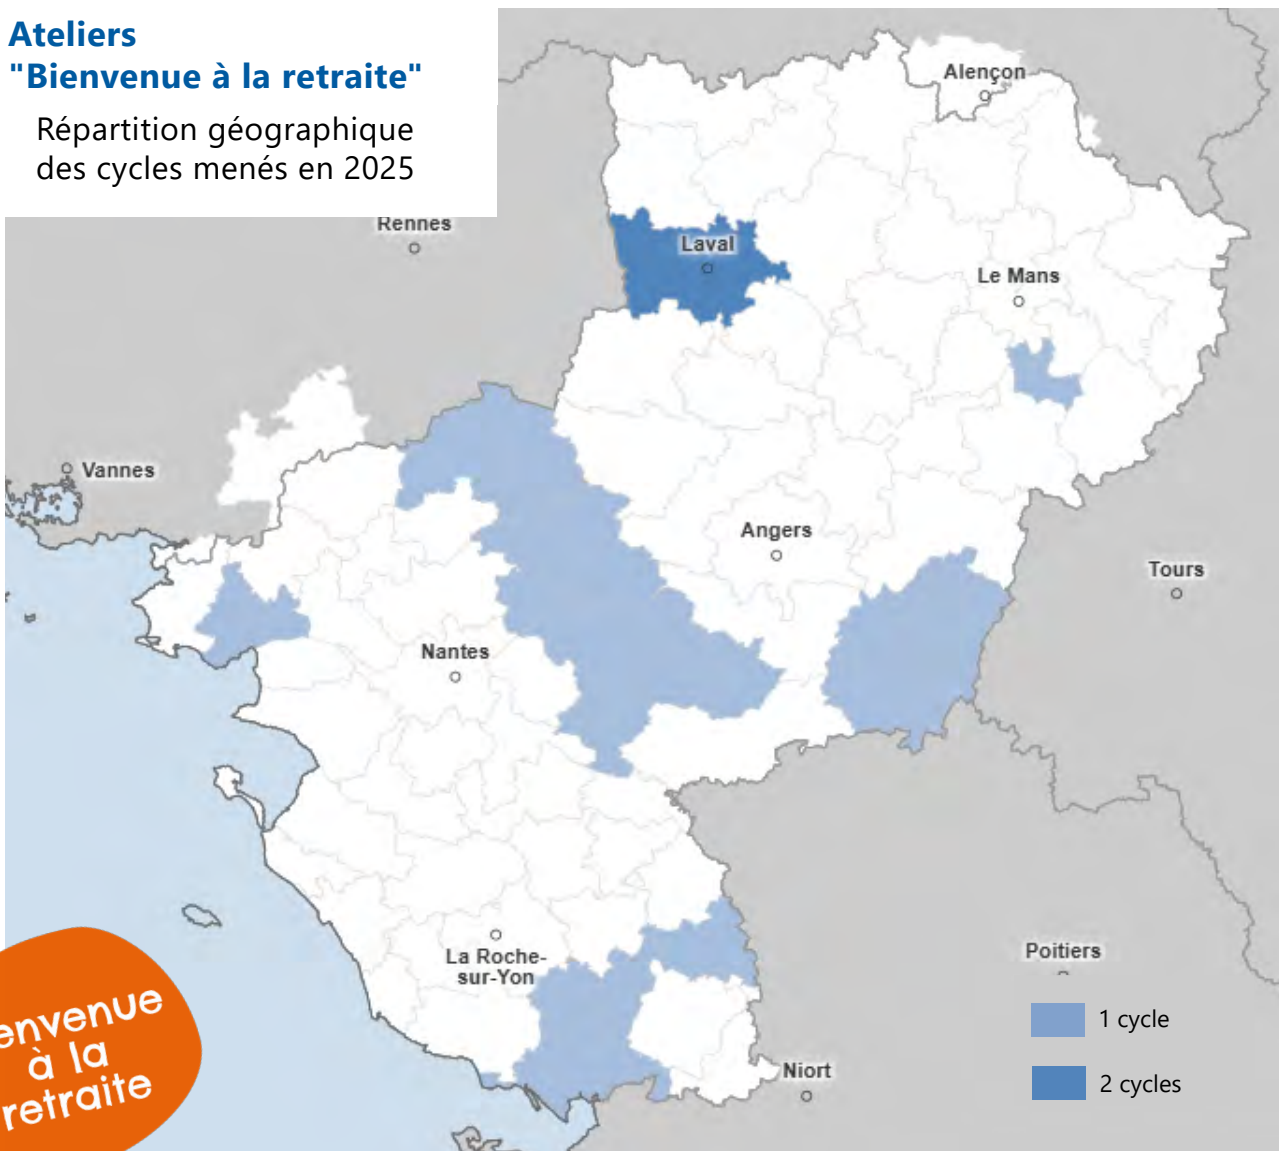 Ateliers
"Bienvenue à la retraite"
Répartition géographique
des cycles menés en 2025
Alençon
Rennes
Laval
Le Mans
Vannes
Angers
Tours
Nantes
La Roche-
sur-Yon
Poitiers
Niort
1 cycle
2 cycles
envenue
à la
retraite